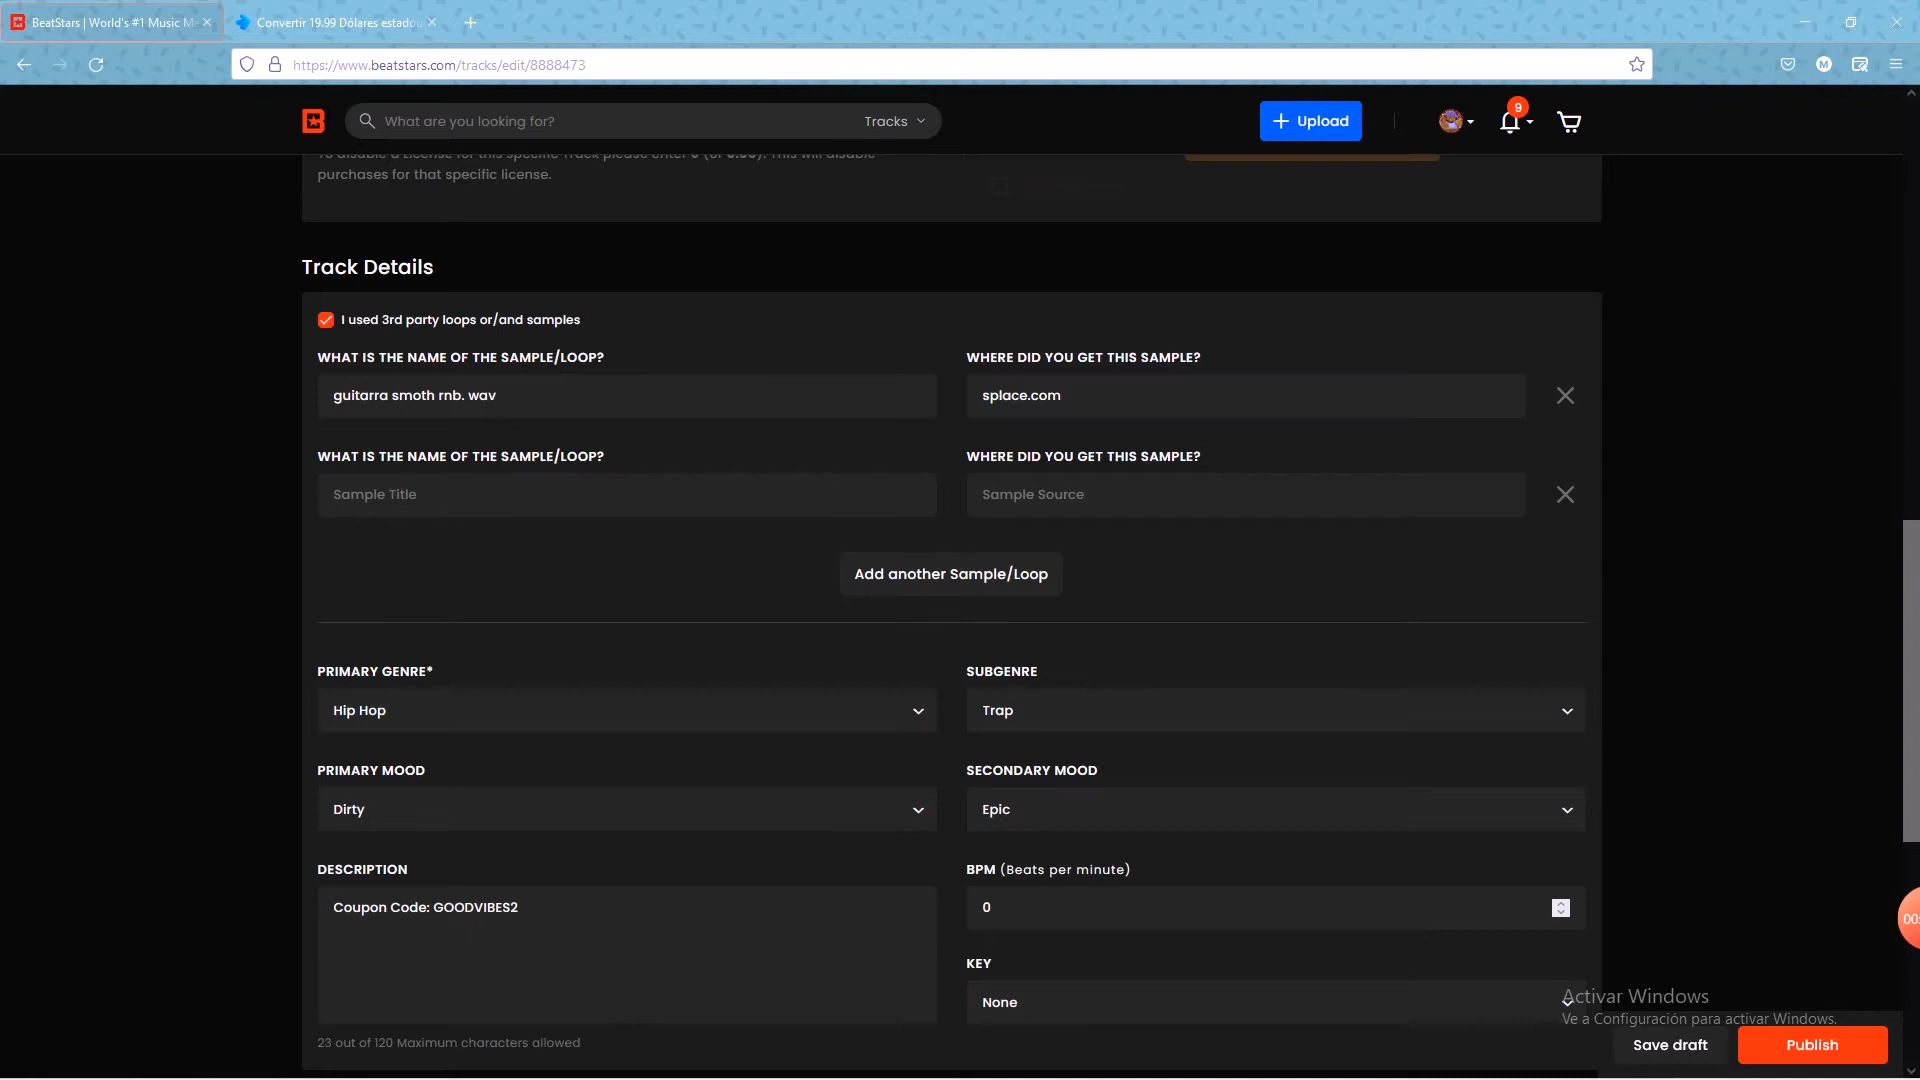 BeatStars | World's #1 Music M
Convertir 19.99 Dólares estadou
https://www.beatstars.com/tracks/edit/8888473
M
What are you looking for?
Tracks
Upload
9
To disable a License for this specific Track please enter 0 (or 0.00). This will disable
purchases for that specific license.
Track Details
I used 3rd party loops or/and samples
WHAT IS THE NAME OF THE SAMPLE/LOOP?
WHERE DID YOU GET THIS SAMPLE?
guitarra smoth rnb. wav
splace.com
WHAT IS THE NAME OF THE SAMPLE/LOOP?
WHERE DID YOU GET THIS SAMPLE?
Sample Title
Sample Source
Add another Sample/Loop
PRIMARY GENRE*
SUBGENRE
Hip Hop
Trap
PRIMARY MOOD
SECONDARY MOOD
Dirty
Epic
DESCRIPTION
BPM (Beats per minute)
Coupon Code: GOODVIBES2
0
00:
KEY
None
Activar Windows
Ve a Configuración para activar Windows.
23 out of 120 Maximum characters allowed
Save draft
Publish